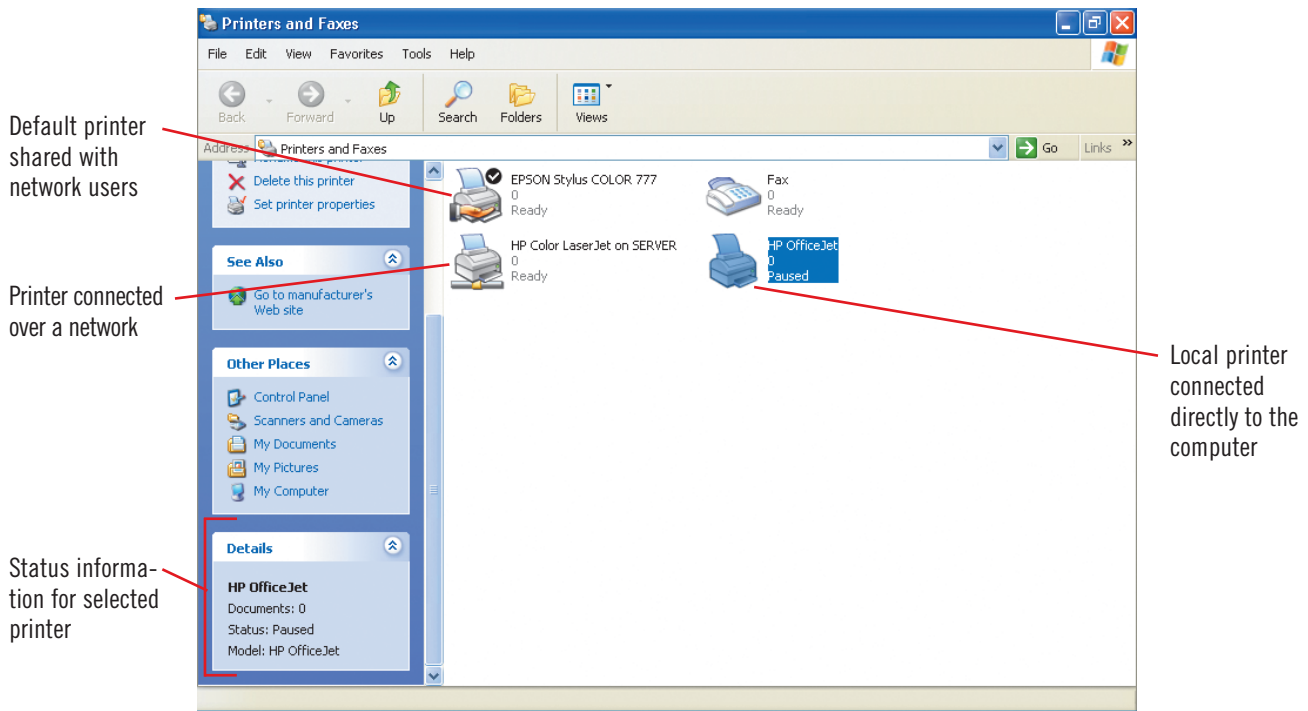 Printers and Faxes
File Edit View Favorites Tools Help
Back Forward Up Search Folders Views
Address Printers and Faxes Go Links »
Rename this printer
Delete this printer
Set printer properties
See Also
Go to manufacturer's
Web site
Other Places
Control Panel
Scanners and Cameras
My Documents
My Pictures
My Computer
Details
HP OfficeJet
Documents: 0
Status: Paused
Model: HP OfficeJet
EPSON Stylus COLOR 777
0
Ready
Fax
0
Ready
HP Color LaserJet on SERVER
0
Ready
HP OfficeJet
0
Paused
Default printer
shared with
network users
Printer connected
over a network
Status informa-
tion for selected
printer
Local printer
connected
directly to the
computer